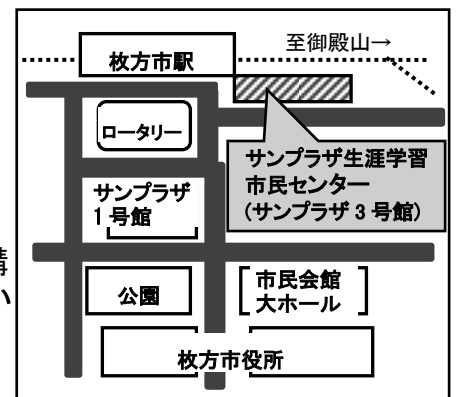 至御殿山→
枚方市駅
ロータリー
サンプラザ生涯学習
市民センター
(サンプラザ3号館)
サンプラザ
1号館
市民会館
大ホール
公園
枚方市役所
い